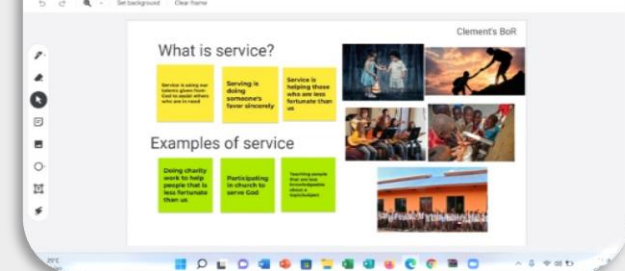 Set background Clear frame
Clement's BoR
What is service?
Service is using our
talents given from
God to assist others
who are in need
Serving is
doing
someone's
favor sincerely
Service is
helping those
who are less
fortunate than
us
Examples of service
Doing charity
work to help
people that is
less fortunate
than us
Participating
in church to
serve God
Teaching people
that are less
knowledgeable
about a
topic/subject